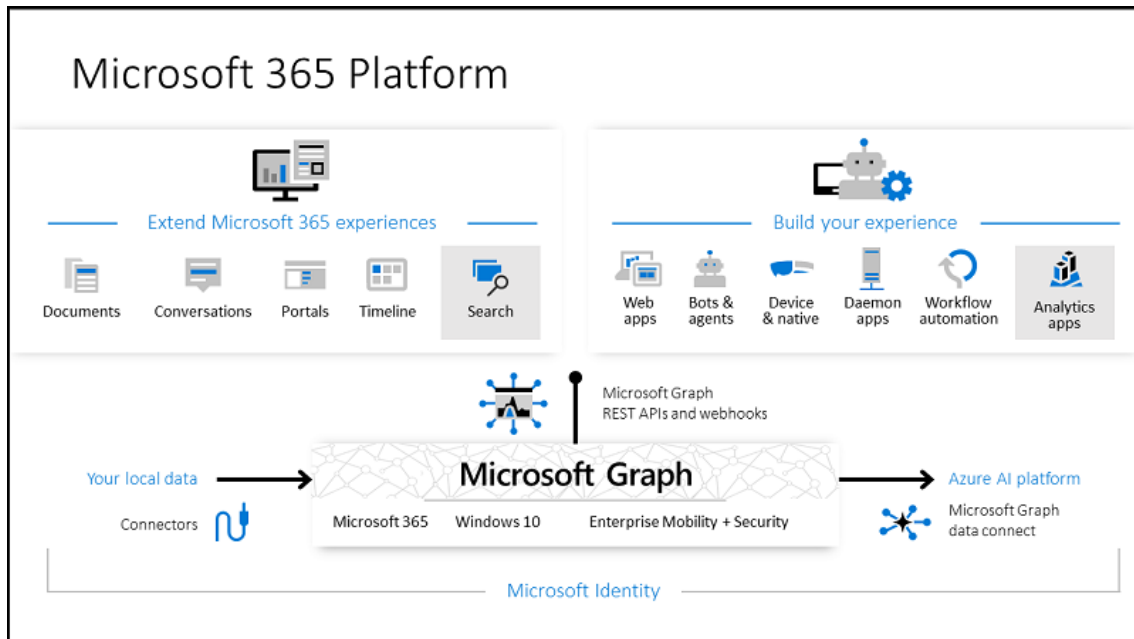 Microsoft 365 Platform
Extend Microsoft 365 experiences
Documents
Conversations
Portals
Timeline
Search
Build your experience
Web
apps
Bots &
agents
Device
& native
Daemon
apps
Workflow
automation
Analytics
apps
Microsoft Graph
REST APIs and webhooks
Your local data
Connectors
Microsoft Graph
Microsoft 365
Windows 10
Enterprise Mobility + Security
Azure AI platform
Microsoft Graph
data connect
Microsoft Identity